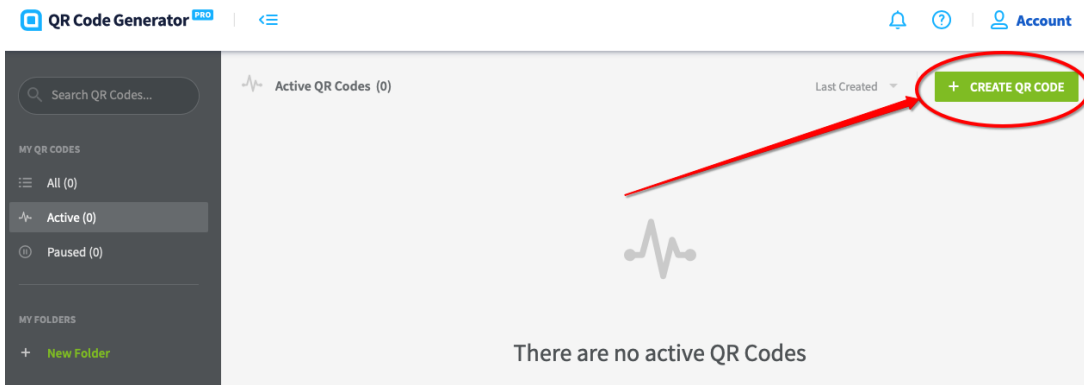 QR Code Generator PRO
Account
Search QR Codes...
Active QR Codes (0)
Last Created
+ CREATE QR CODE
MY QR CODES
All (0)
Active (0)
Paused (0)
MY FOLDERS
+ New Folder
There are no active QR Codes